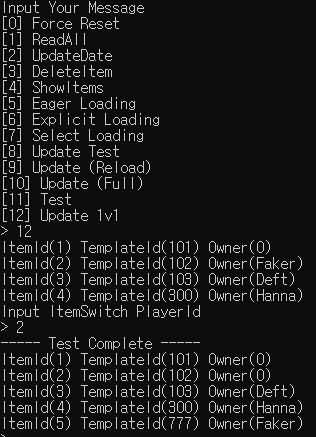 Input Your Message
[0] Force Reset
[1] ReadAll
[2] UpdateDate
[3] DeleteItem
[4] ShowItems
[5] Eager Loading
[6] Explicit Loading
[7] Select Loading
[8] Update Test
[9] Update (Reload)
[10] Update (Full)
[11] Test
[12] Update 1v1
> 12
ItemId(1) TemplateId(101) Owner(0)
ItemId(2) TemplateId(102) Owner(Faker)
ItemId(3) TemplateId(103) Owner(Deft)
ItemId(4) TemplateId(300) Owner(Hanna)
Input ItemSwitch PlayerId
> 2
----- Test Complete -----
ItemId(1) TemplateId(101) Owner(0)
ItemId(2) TemplateId(102) Owner(0)
ItemId(3) TemplateId(103) Owner(Deft)
ItemId(4) TemplateId(300) Owner(Hanna)
ItemId(5) TemplateId(777) Owner(Faker)